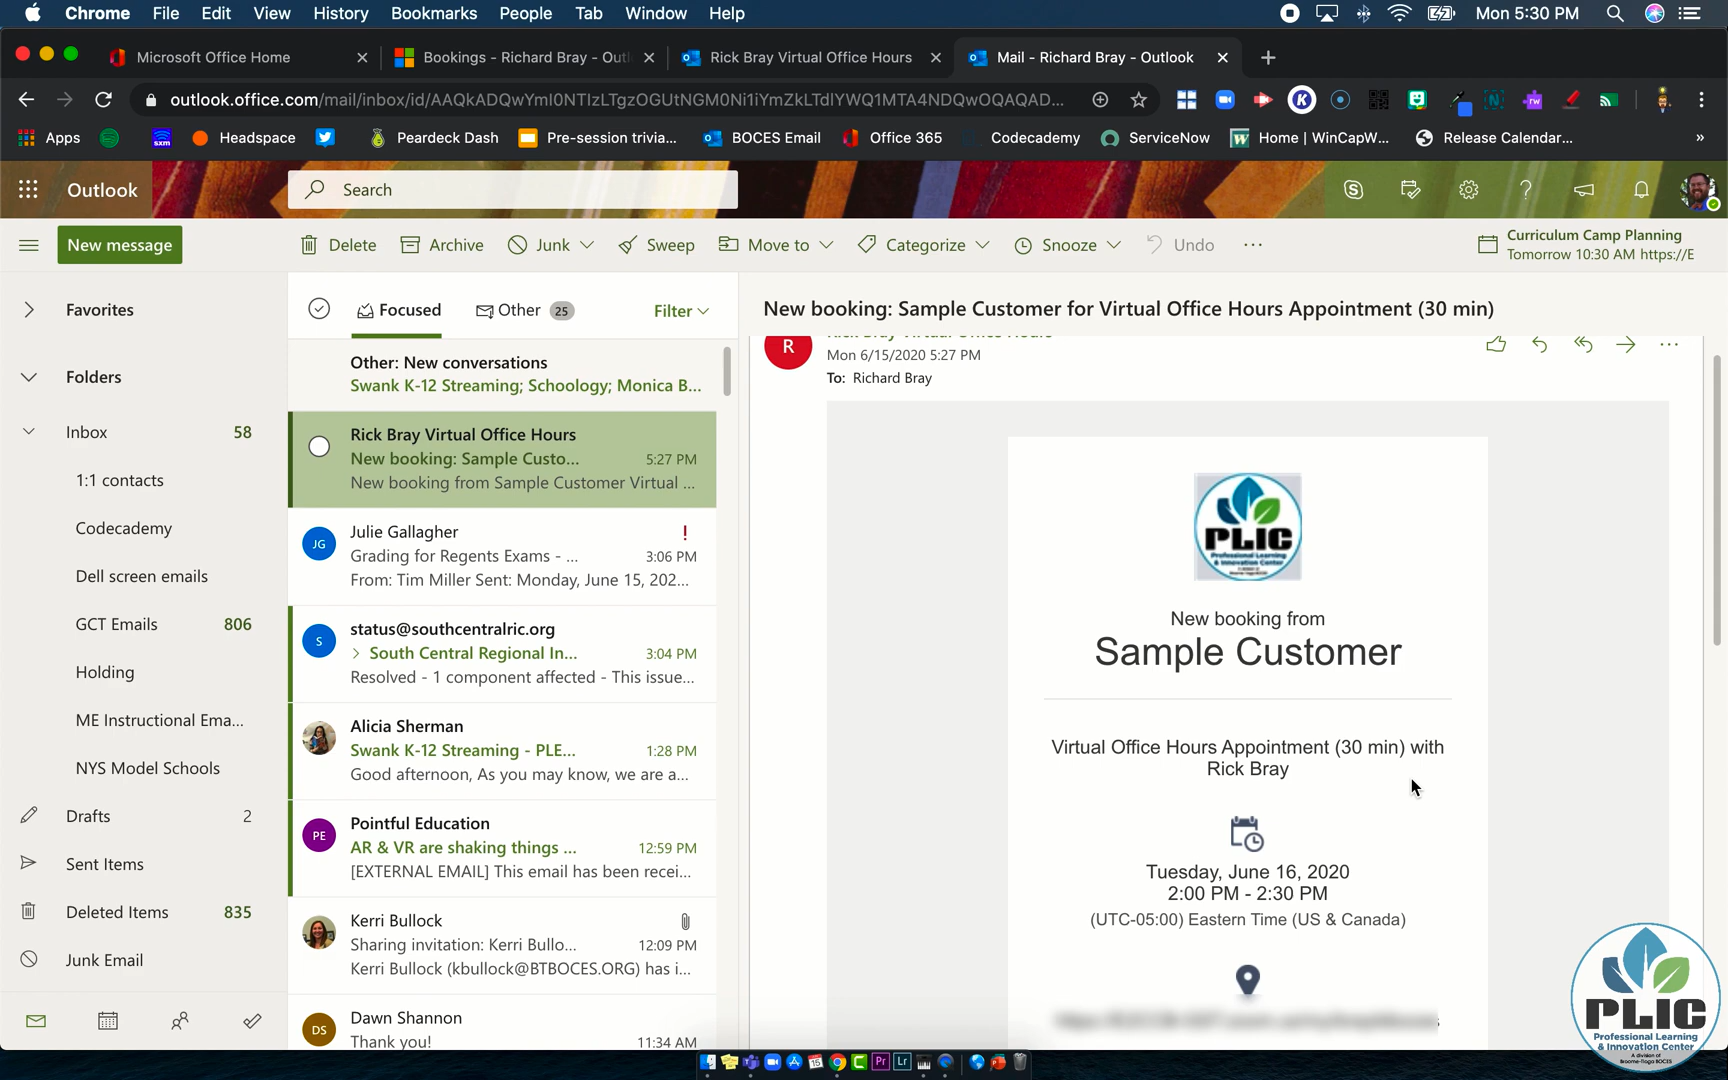 Chrome File Edit View History Bookmarks People Tab Window Help Mon 5:30 PM
Microsoft Office Home Bookings - Richard Bray - Outl Rick Bray Virtual Office Hours Mail - Richard Bray - Outlook
outlook.office.com/mail/inbox/id/
Apps Headspace Peardeck Dash Pre-session trivia... BOCES Email Office 365 Codecademy ServiceNow Home | WinCapW... Release Calendar... »
Outlook Search
New message Delete Archive Junk Sweep Move to Categorize Snooze Undo ...
Curriculum Camp Planning
Tomorrow 10:30 AM https://E
Favorites
Folders
Inbox 58
1:1 contacts
Codecademy
Dell screen emails
GCT Emails 806
Holding
ME Instructional Ema...
NYS Model Schools
Drafts 2
Sent Items
Deleted Items 835
Junk Email
Focused Other 25 Filter
Other: New conversations
Swank K-12 Streaming; Schoology; Monica B...
Rick Bray Virtual Office Hours
New booking: Sample Custo... 5:27 PM
New booking from Sample Customer Virtual ...
JG Julie Gallagher !
Grading for Regents Exams - ... 3:06 PM
From: Tim Miller Sent: Monday, June 15, 202...
S status@southcentralric.org
> South Central Regional In... 3:04 PM
Resolved - 1 component affected - This issue...
Alicia Sherman
Swank K-12 Streaming - PLE... 1:28 PM
Good afternoon, As you may know, we are a...
PE Pointful Education
AR & VR are shaking things ... 12:59 PM
[EXTERNAL EMAIL] This email has been recei...
Kerri Bullock
Sharing invitation: Kerri Bullo... 12:09 PM
Kerri Bullock (kbullock@BTBOCES.ORG) has i...
DS Dawn Shannon
Thank you! 11:34 AM
New booking: Sample Customer for Virtual Office Hours Appointment (30 min)
R
Mon 6/15/2020 5:27 PM
To: Richard Bray
PLIC
Professional Learning
& Innovation Center
New booking from
Sample Customer
Virtual Office Hours Appointment (30 min) with
Rick Bray
Tuesday, June 16, 2020
2:00 PM - 2:30 PM
(UTC-05:00) Eastern Time (US & Canada)
PLIC
Professional Learning
& Innovation Center
A division of
Broome-Tioga BOCES